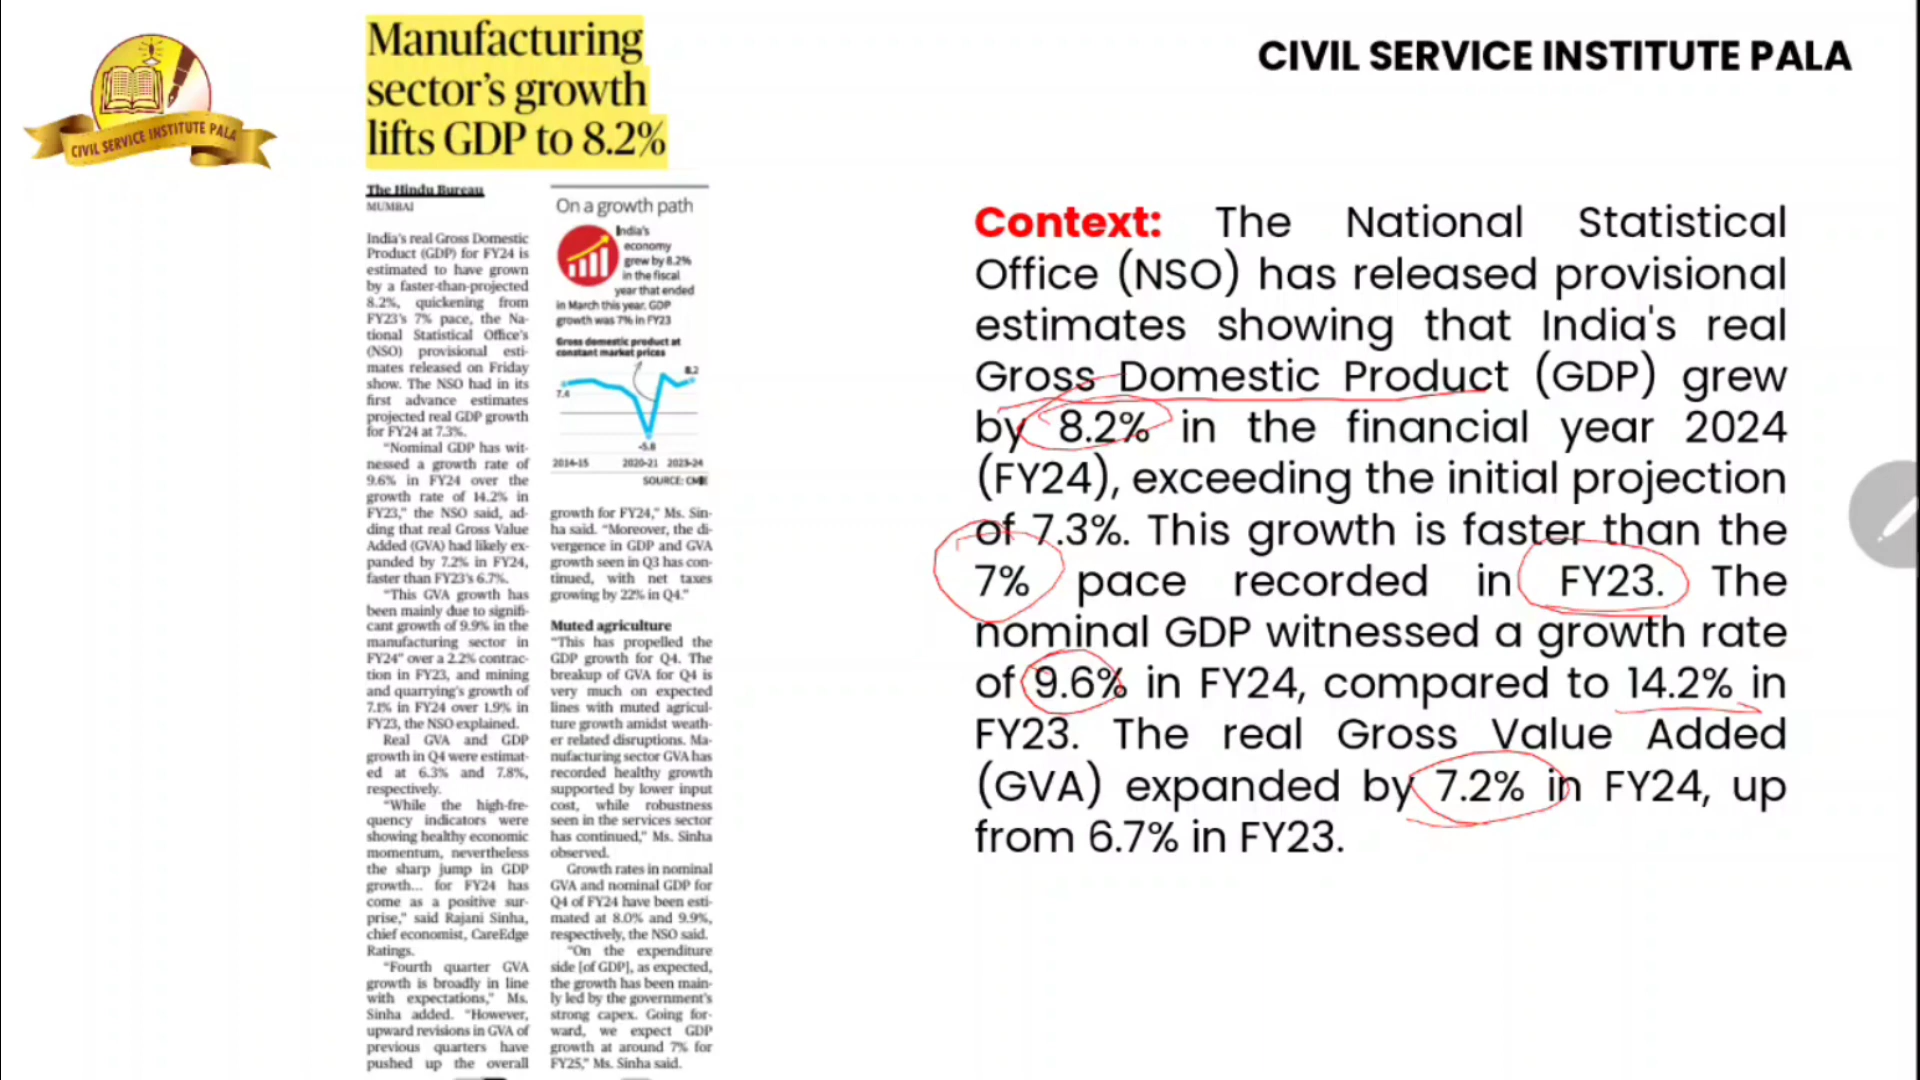 CIVIL SERVICE INSTITUTE PALA
Manufacturing
sector's growth
lifts GDP to 8.2%
The Hindu Bureau
MUMBAI
India's real Gross Domestic
Product (GDP) for FY24 is
estimated to have grown
by a faster-than-projected
8.2%, quickening from
FY23's 7% pace, the Na-
tional Statistical Office's
(NSO) provisional esti-
mates released on Friday
show. The NSO had in its
first advance estimates
projected real GDP growth
for FY24 at 7.3%.
"Nominal GDP has wit-
nessed a growth rate of
9.6% in FY24 over the
growth rate of 14.2% in
FY23," the NSO said, ad-
ding that real Gross Value
Added (GVA) had likely ex-
panded by 7.2% in FY24,
faster than FY23's 6.7%.
"This GVA growth has
been mainly due to signifi-
cant growth of 9.9% in the
manufacturing sector in
FY24" over a 2.2% contrac-
tion in FY23, and mining
and quarrying's growth of
7.1% in FY24 over 1.9% in
FY23, the NSO explained.
Real GVA and GDP
growth in Q4 were estimat-
ed at 6.3% and 7.8%,
respectively.
"While the high-fre-
quency indicators were
showing healthy economic
momentum, nevertheless
the sharp jump in GDP
growth... for FY24 has
come as a positive sur-
prise," said Rajani Sinha,
chief economist, CareEdge
Ratings.
"Fourth quarter GVA
growth is broadly in line
with expectations," Ms.
Sinha added. "However,
upward revisions in GVA of
previous quarters have
pushed up the overall
On a growth path
India's
economy
grew by 8.2%
in the fiscal
year that ended
in March this year. GDP
growth was 7% in FY23
Gross domestic product at
constant market prices
8.2
7.4
-5.8
2014-15 2020-21 2023-24
SOURCE: CMIE
growth for FY24," Ms. Sin-
ha said. "Moreover, the di-
vergence in GDP and GVA
growth seen in Q3 has con-
tinued, with net taxes
growing by 22% in Q4."
Muted agriculture
"This has propelled the
GDP growth for Q4. The
breakup of GVA for Q4 is
very much on expected
lines with muted agricul-
ture growth amidst weath-
er related disruptions. Ma-
nufacturing sector GVA has
recorded healthy growth
supported by lower input
cost, while robustness
seen in the services sector
has continued," Ms. Sinha
observed.
Growth rates in nominal
GVA and nominal GDP for
Q4 of FY24 have been esti-
mated at 8.0% and 9.9%,
respectively, the NSO said.
"On the expenditure
side [of GDP], as expected,
the growth has been main-
ly led by the government's
strong capex. Going for-
ward, we expect GDP
growth at around 7% for
FY25," Ms. Sinha said.
CIVIL SERVICE INSTITUTE PALA
Context: The National Statistical
Office (NSO) has released provisional
estimates showing that India's real
Gross Domestic Product (GDP) grew
by 8.2% in the financial year 2024
(FY24), exceeding the initial projection
of 7.3%. This growth is faster than the
7% pace recorded in FY23. The
nominal GDP witnessed a growth rate
of 9.6% in FY24, compared to 14.2% in
FY23. The real Gross Value Added
(GVA) expanded by 7.2% in FY24, up
from 6.7% in FY23.